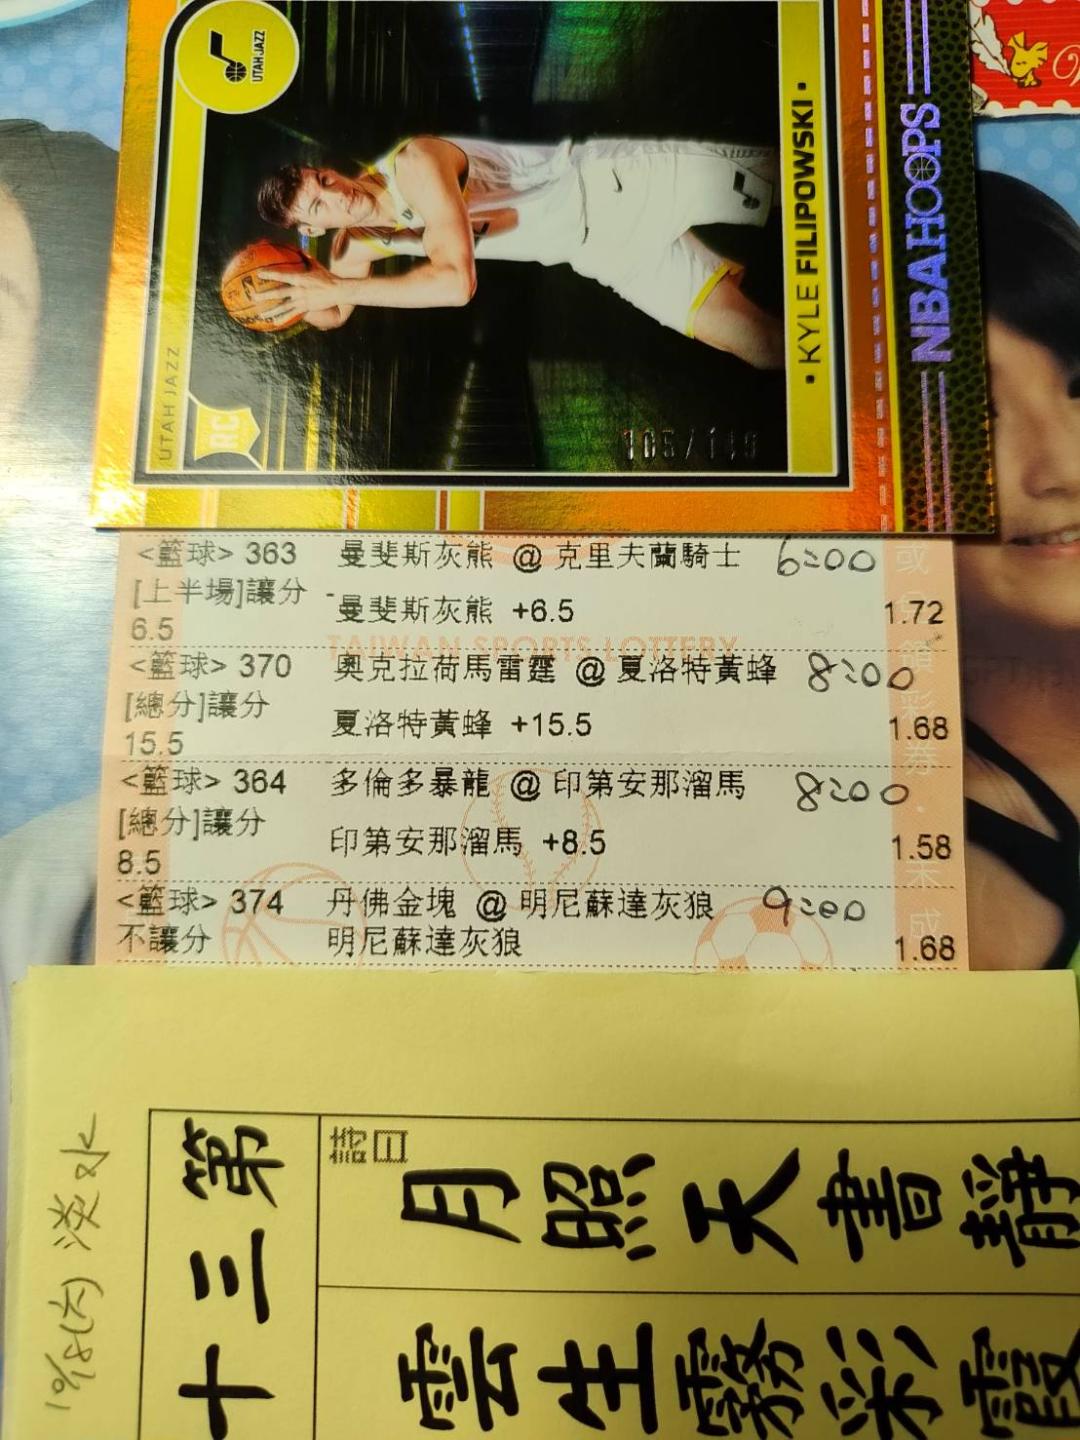 UTAH JAZZ
UTAH JAZZ
RC
105/149
• KYLE FILIPOWSKI •
NBA HOOPS
<籃球> 363 曼斐斯灰熊 @ 克里夫蘭騎士 6:00
[上半場]讓分 曼斐斯灰熊 +6.5 1.72
6.5
TAIWAN SPORTS LOTTERY
<籃球> 370 奧克拉荷馬雷霆 @ 夏洛特黃蜂 8:00
[總分]讓分 夏洛特黃蜂 +15.5 1.68
15.5
<籃球> 364 多倫多暴龍 @ 印第安那溜馬 8:00
[總分]讓分 印第安那溜馬 +8.5 1.58
8.5
<籃球> 374 丹佛金塊 @ 明尼蘇達灰狼 9:00
不讓分 明尼蘇達灰狼 1.68
第三十
詩曰
月照天書靜
雲生霧彩霞
10/18(六) 淡水